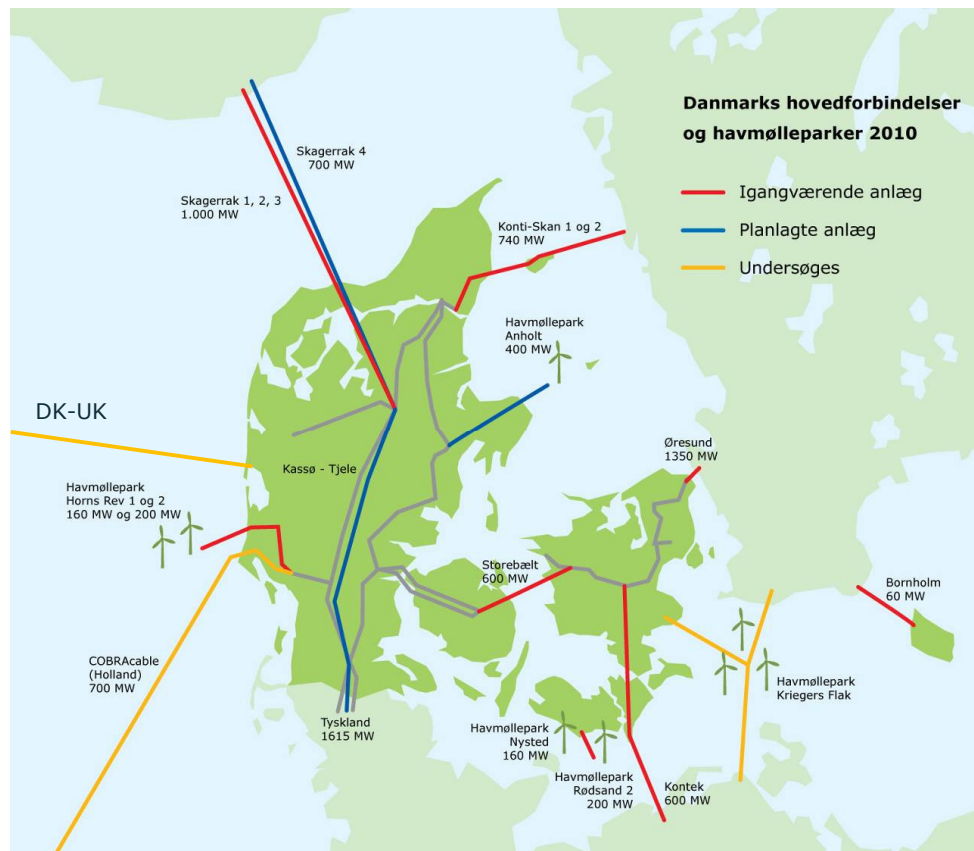 Danmarks hovedforbindelser
og havmølleparker 2010
Igangværende anlæg
Planlagte anlæg
Undersøges
Skagerrak 4
700 MW
Skagerrak 1, 2, 3
1.000 MW
Konti-Skan 1 og 2
740 MW
Havmøllepark
Anholt
400 MW
DK-UK
Kassø - Tjele
Øresund
1350 MW
Havmøllepark
Horns Rev 1 og 2
160 MW og 200 MW
Storebælt
600 MW
Bornholm
60 MW
COBRAcable
(Holland)
700 MW
Havmøllepark
Kriegers Flak
Tyskland
1615 MW
Havmøllepark
Nysted
160 MW
Havmøllepark
Rødsand 2
200 MW
Kontek
600 MW